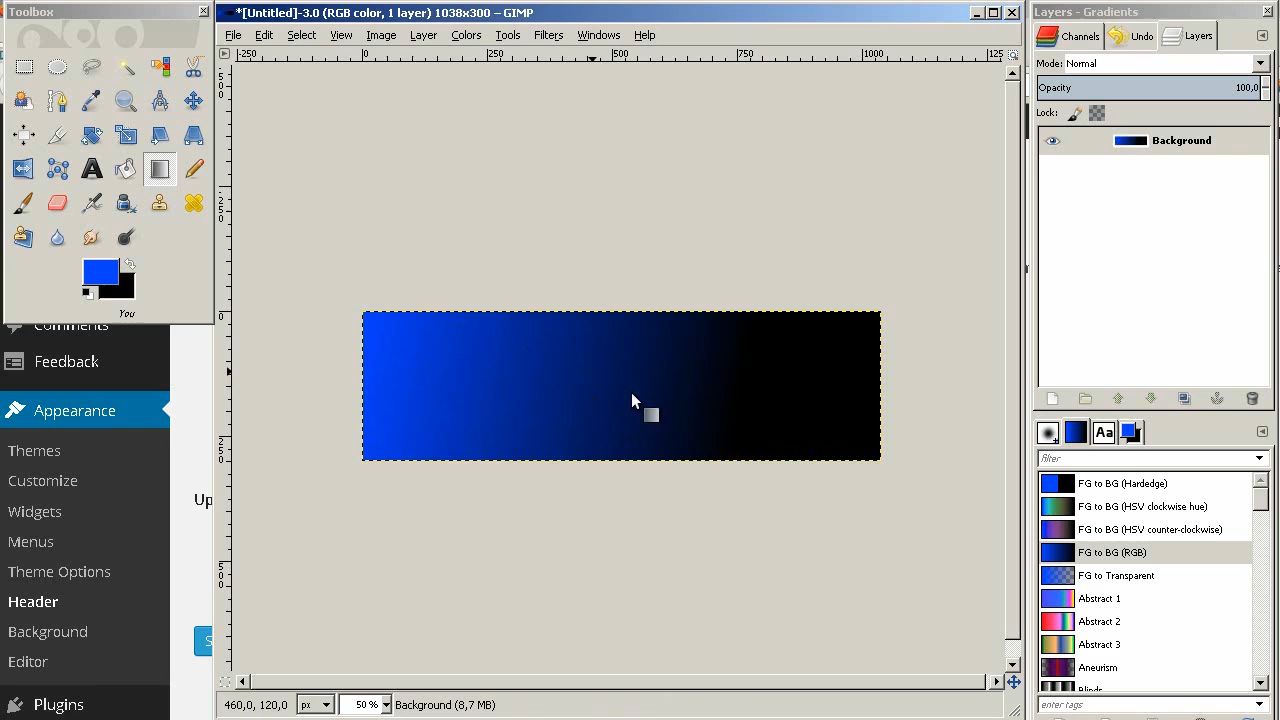 Toolbox
You
Comments
Feedback
Appearance
Themes
Customize
Widgets
Menus
Theme Options
Header
Background
Editor
Plugins
Up
*[Untitled]-3.0 (RGB color, 1 layer) 1038x300 – GIMP
File Edit Select View Image Layer Colors Tools Filters Windows Help
-250 0 250 500 750 1000 125
460,0, 120,0 px 50% Background (8,7 MB)
Layers - Gradients
Channels Undo Layers
Mode: Normal
Opacity 100,0
Lock:
Background
Aa
filter
FG to BG (Hardedge)
FG to BG (HSV clockwise hue)
FG to BG (HSV counter-clockwise)
FG to BG (RGB)
FG to Transparent
Abstract 1
Abstract 2
Abstract 3
Aneurism
Blinds
enter tags